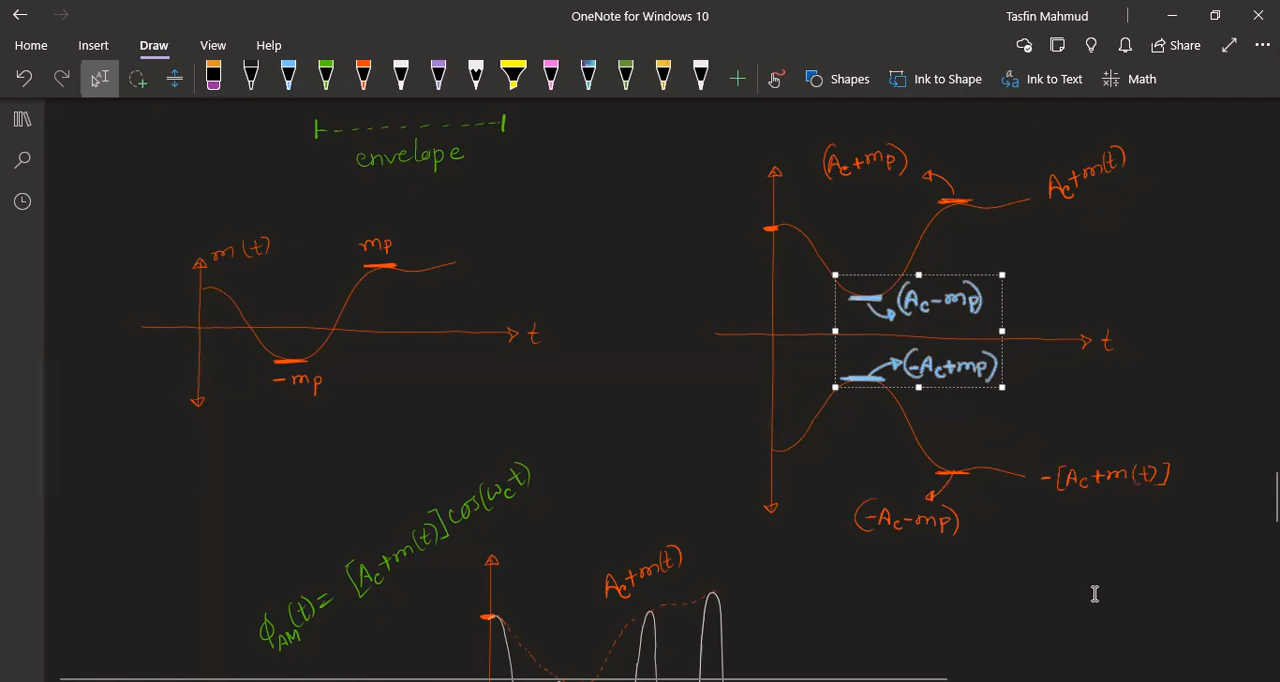 OneNote for Windows 10
Tasfin Mahmud
Home Insert Draw View Help
Share
Shapes Ink to Shape Ink to Text Math
envelope
(Ac+mp)
Ac+m(t)
m(t)
mp
(Ac-mp)
t
t
-mp
(-Ac+mp)
-[Ac+m(t)]
(-Ac-mp)
ϕAM(t)= [Ac+m(t)]cos(ωct)
Ac+m(t)